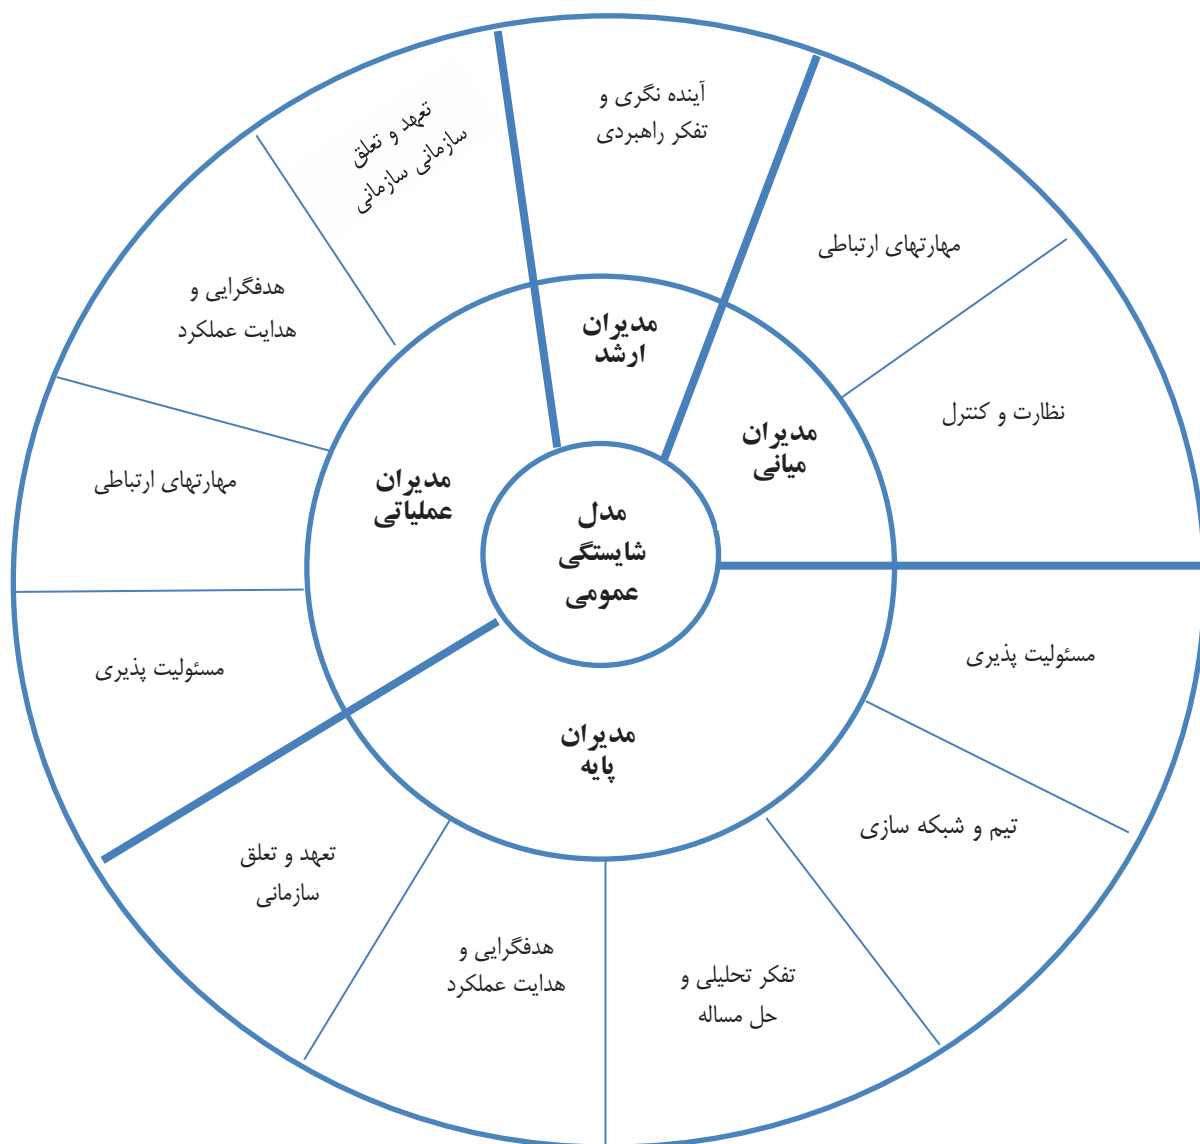 آینده نگری و
تفکر راهبردی
تعهد و تعلق
سازمانی سازمانی
مهارتهای ارتباطی
هدفگرایی و
هدایت عملکرد
مدیران
ارشد
نظارت و کنترل
مدیران
میانی
مدیران
عملیاتی
مهارتهای ارتباطی
مدل
شایستگی
عمومی
مسئولیت پذیری
مسئولیت پذیری
مدیران
پایه
تیم و شبکه سازی
تعهد و تعلق
سازمانی
هدفگرایی و
هدایت عملکرد
تفکر تحلیلی و
حل مساله